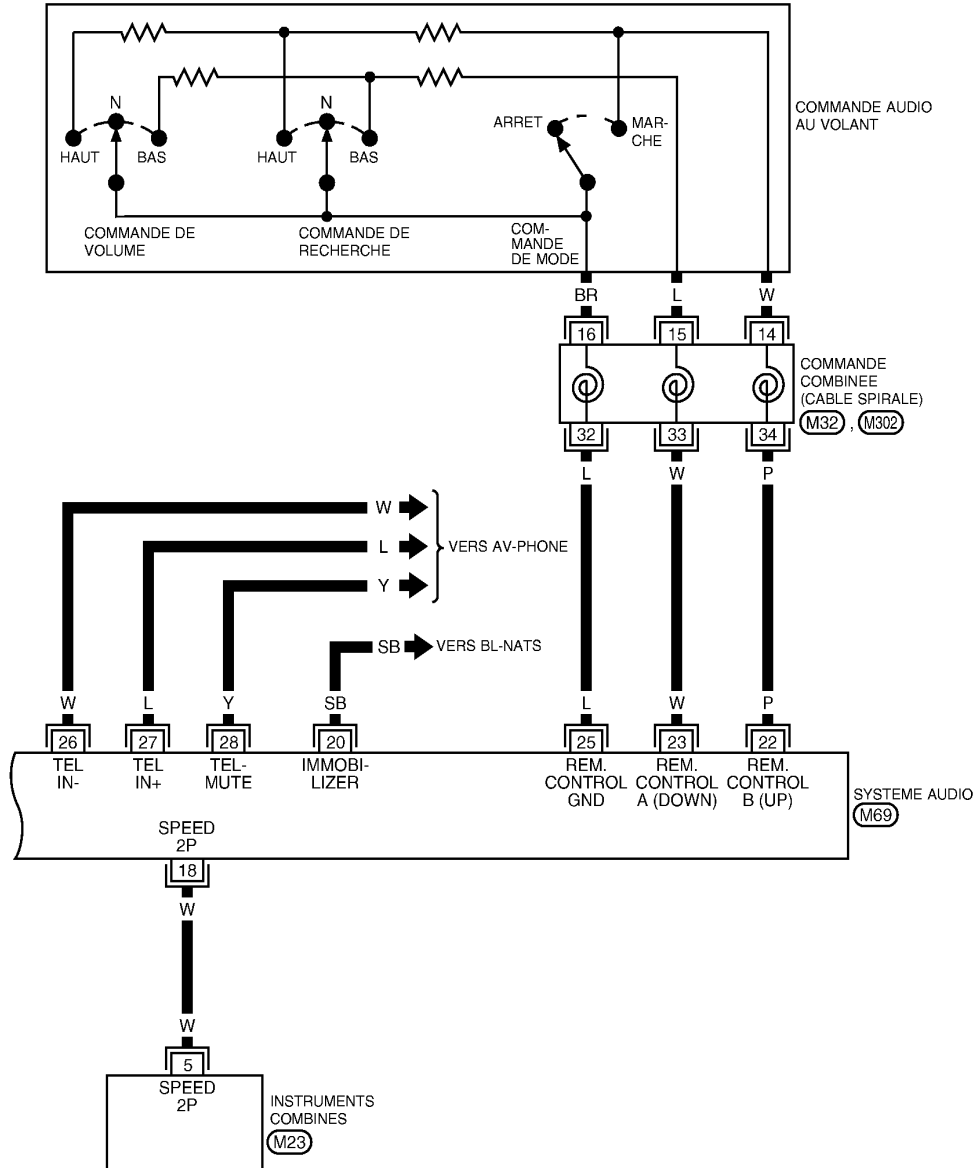 N
N
ARRET
MAR-
CHE
HAUT
BAS
HAUT
BAS
COMMANDE AUDIO
AU VOLANT
COMMANDE DE
VOLUME
COMMANDE DE
RECHERCHE
COM-
MANDE
DE MODE
BR
L
W
16
15
14
COMMANDE
COMBINEE
(CABLE SPIRALE)
M32 , M302
32
33
34
L
W
P
W
L
VERS AV-PHONE
Y
SB
VERS BL-NATS
W
L
Y
SB
L
W
P
26
27
28
20
25
23
22
TEL
IN-
TEL
IN+
TEL-
MUTE
IMMOBI-
LIZER
REM.
CONTROL
GND
REM.
CONTROL
A (DOWN)
REM.
CONTROL
B (UP)
SYSTEME AUDIO
M69
SPEED
2P
18
W
W
5
SPEED
2P
INSTRUMENTS
COMBINES
M23